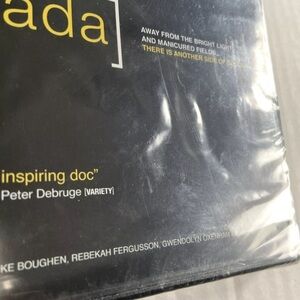 ada]
AWAY FROM THE BRIGHT LIGHTS
AND MANICURED FIELDS...
THERE IS ANOTHER SIDE OF
inspiring doc"
Peter Debruge [VARIETY]
KE BOUGHEN, REBEKAH FERGUSSON, GWENDOLYN OXENHAM